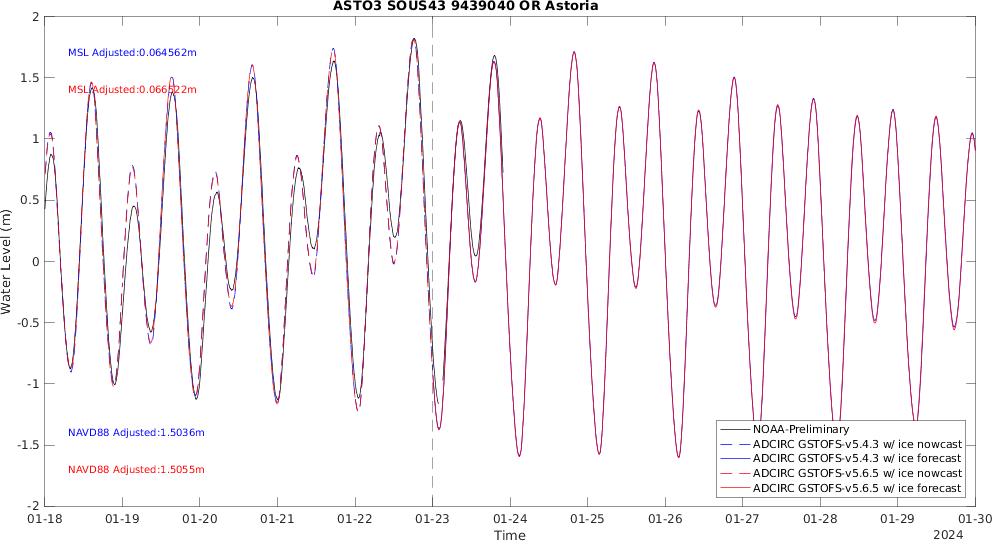 ASTO3 SOUS43 9439040 OR Astoria
MSL Adjusted:0.064562m
MSL Adjusted:0.066522m
NAVD88 Adjusted:1.5036m
NAVD88 Adjusted:1.5055m
Water Level (m)
2
1.5
1
0.5
0
-0.5
-1
-1.5
-2
NOAA-Preliminary
ADCIRC GSTOFS-v5.4.3 w/ ice nowcast
ADCIRC GSTOFS-v5.4.3 w/ ice forecast
ADCIRC GSTOFS-v5.6.5 w/ ice nowcast
ADCIRC GSTOFS-v5.6.5 w/ ice forecast
01-18 01-19 01-20 01-21 01-22 01-23 01-24 01-25 01-26 01-27 01-28 01-29 01-30
Time
2024